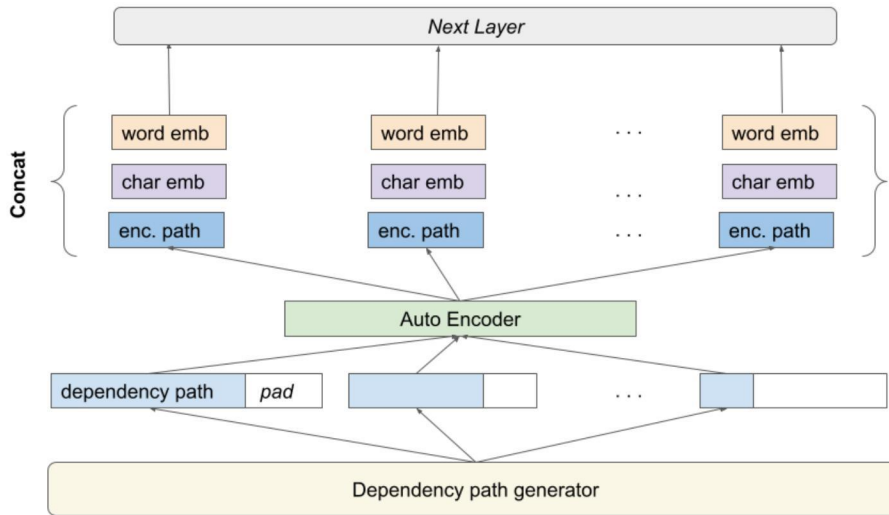 Next Layer
word emb word emb . . . word emb
Concat
char emb char emb . . . char emb
enc. path enc. path . . . enc. path
Auto Encoder
dependency path pad . . .
Dependency path generator